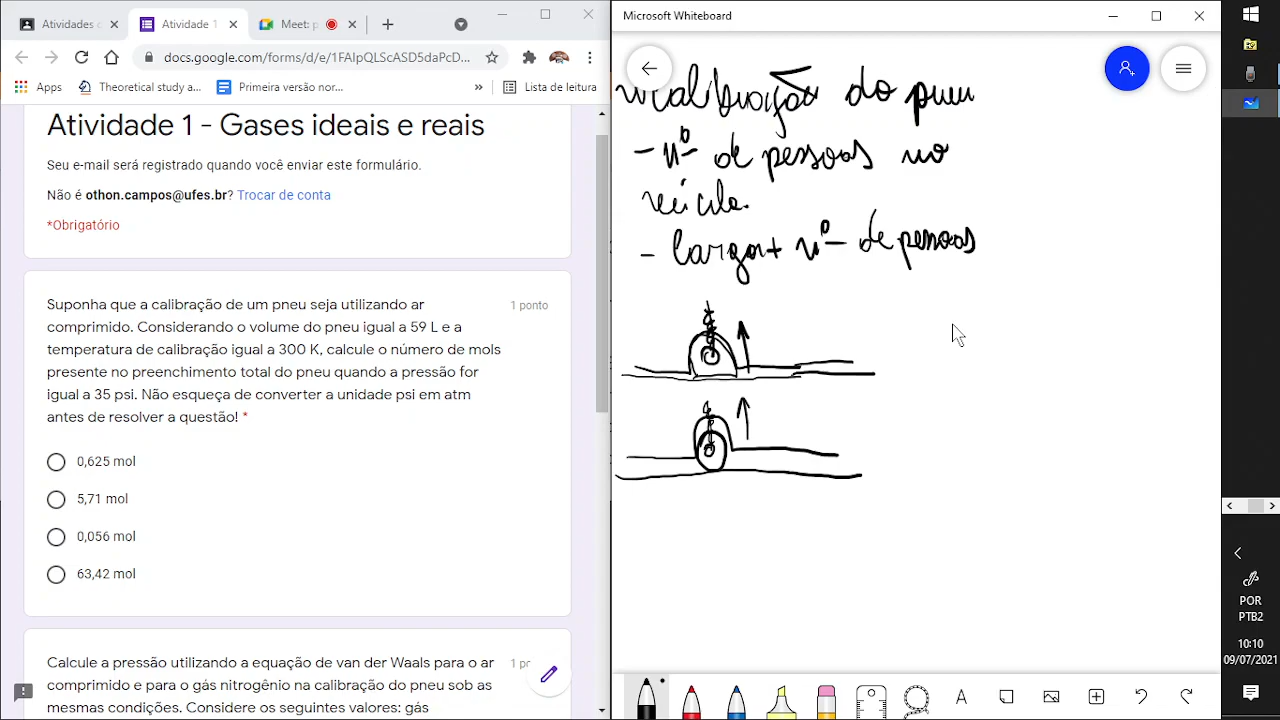 Atividades
Atividade 1
Meet: p
docs.google.com/forms/d/e/1FAIpQLScASD5daPcD...
Apps
Theoretical study a...
Primeira versão nor...
»
Lista de leitura
Atividade 1 - Gases ideais e reais
Seu e-mail será registrado quando você enviar este formulário.
Não é othon.campos@ufes.br? Trocar de conta
*Obrigatório
Suponha que a calibração de um pneu seja utilizando ar 1 ponto
comprimido. Considerando o volume do pneu igual a 59 L e a
temperatura de calibração igual a 300 K, calcule o número de mols
presente no preenchimento total do pneu quando a pressão for
igual a 35 psi. Não esqueça de converter a unidade psi em atm
antes de resolver a questão! *
0,625 mol
5,71 mol
0,056 mol
63,42 mol
Calcule a pressão utilizando a equação de van der Waals para o ar 1 p
comprimido e para o gás nitrogênio na calibração do pneu sob as
mesmas condições. Considere os seguintes valores: gás
Microsoft Whiteboard
do pneu
- nº de pessoas no
- carga + nº de pessoas
POR
PTB2
10:10
09/07/2021